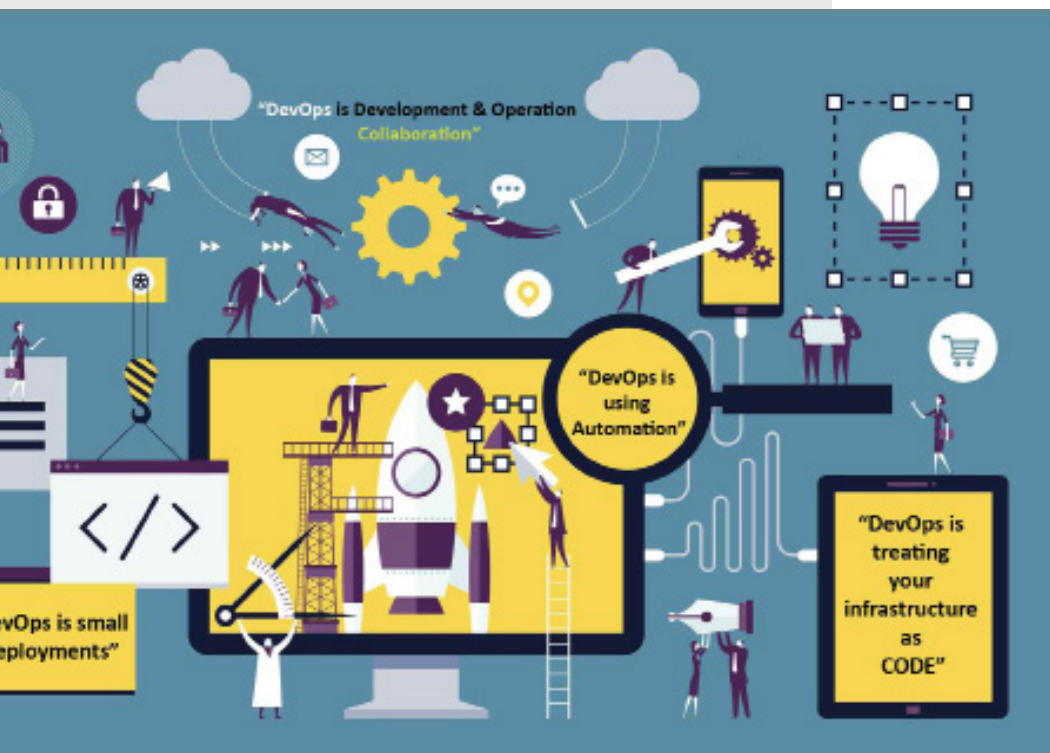 “DevOps is Development & Operation
Collaboration”
“DevOps is
using
Automation”
</>
“DevOps is
treating
your
infrastructure
as
CODE”
evOps is small
eployments”